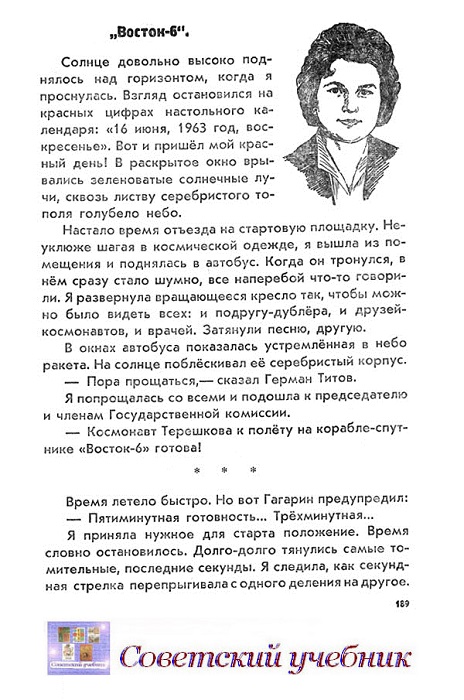 „Восток-6".
Солнце довольно высоко под-
нялось над горизонтом, когда я
проснулась. Взгляд остановился на
красных цифрах настольного ка-
лендаря: «16 июня, 1963 год, вос-
кресенье». Вот и пришёл мой крас-
ный день! В раскрытое окно вры-
вались зеленоватые солнечные лу-
чи, сквозь листву серебристого то-
поля голубело небо.
Настало время отъезда на стартовую площадку. Не-
уклюже шагая в космической одежде, я вышла из по-
мещения и поднялась в автобус. Когда он тронулся, в
нём сразу стало шумно, все наперебой что-то говори-
ли. Я развернула вращающееся кресло так, чтобы мож-
но было видеть всех: и подругу-дублёра, и друзей-
космонавтов, и врачей. Затянули песню, другую.
В окнах автобуса показалась устремлённая в небо
ракета. На солнце поблёскивал её серебристый корпус.
— Пора прощаться,— сказал Герман Титов.
Я попрощалась со всеми и подошла к председателю
и членам Государственной комиссии.
— Космонавт Терешкова к полёту на корабле-спут-
нике «Восток-6» готова!
* * *
Время летело быстро. Но вот Гагарин предупредил:
— Пятиминутная готовность... Трёхминутная...
Я приняла нужное для старта положение. Время
словно остановилось. Долго-долго тянулись самые то-
мительные, последние секунды. Я следила, как секунд-
ная стрелка перепрыгивала с одного деления на другое.
189
Советский учебник
Советский учебник